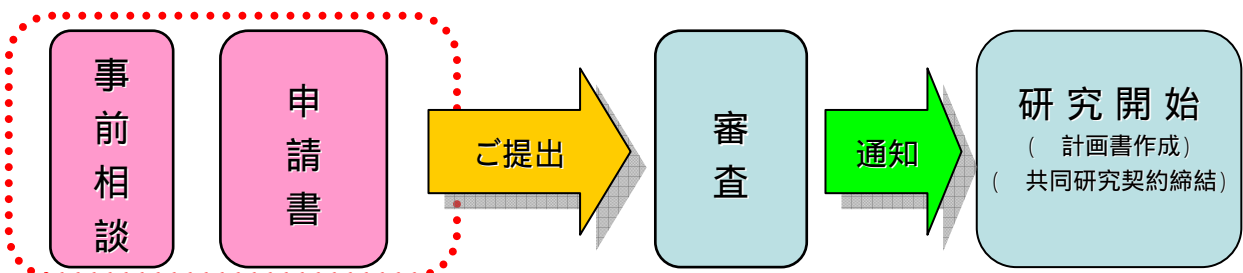 事前相談
申請書
ご提出
審査
通知
研究開始
( 計画書作成)
( 共同研究契約締結)